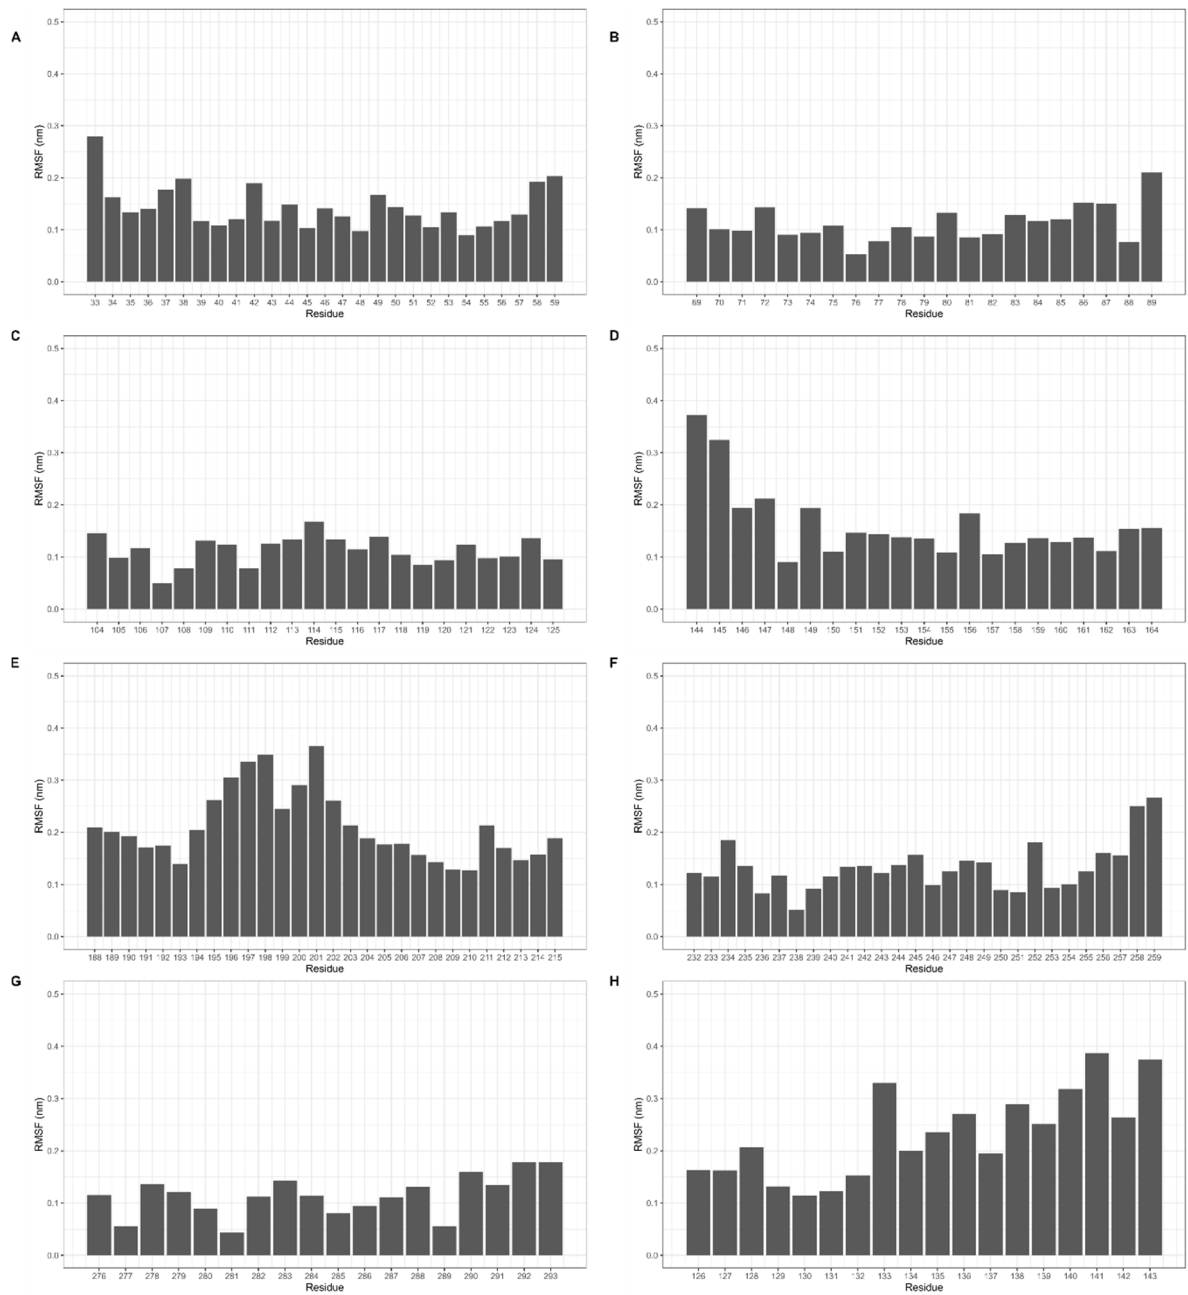 A
0.5
0.4
0.3
0.2
0.1
0.0
RMSF (nm)
33 34 35 36 37 38 39 40 41 42 43 44 45 46 47 48 49 50 51 52 53 54 55 56 57 58 59
Residue
B
0.5
0.4
0.3
0.2
0.1
0.0
RMSF (nm)
69 70 71 72 73 74 75 76 77 78 79 80 81 82 83 84 85 86 87 88 89
Residue
C
0.5
0.4
0.3
0.2
0.1
0.0
RMSF (nm)
104 105 106 107 108 109 110 111 112 113 114 115 116 117 118 119 120 121 122 123 124 125
Residue
D
0.5
0.4
0.3
0.2
0.1
0.0
RMSF (nm)
144 145 146 147 148 149 150 151 152 153 154 155 156 157 158 159 160 161 162 163 164
Residue
E
0.5
0.4
0.3
0.2
0.1
0.0
RMSF (nm)
188 189 190 191 192 193 194 195 196 197 198 199 200 201 202 203 204 205 206 207 208 209 210 211 212 213 214 215
Residue
F
0.5
0.4
0.3
0.2
0.1
0.0
RMSF (nm)
232 233 234 235 236 237 238 239 240 241 242 243 244 245 246 247 248 249 250 251 252 253 254 255 256 257 258 259
Residue
G
0.5
0.4
0.3
0.2
0.1
0.0
RMSF (nm)
276 277 278 279 280 281 282 283 284 285 286 287 288 289 290 291 292 293
Residue
H
0.5
0.4
0.3
0.2
0.1
0.0
RMSF (nm)
126 127 128 129 130 131 132 133 134 135 136 137 138 139 140 141 142 143
Residue